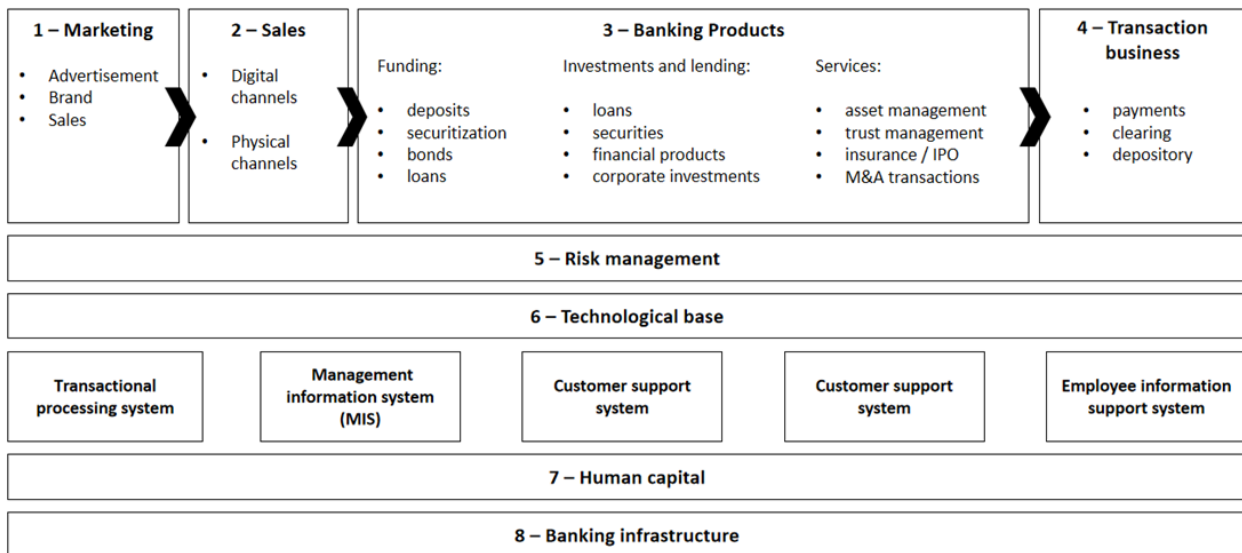 1 – Marketing
• Advertisement
• Brand
• Sales
2 – Sales
• Digital
channels
• Physical
channels
3 – Banking Products
Funding:
• deposits
• securitization
• bonds
• loans
Investments and lending:
• loans
• securities
• financial products
• corporate investments
Services:
• asset management
• trust management
• insurance / IPO
• M&A transactions
4 – Transaction
business
• payments
• clearing
• depository
5 – Risk management
6 – Technological base
Transactional
processing system
Management
information system
(MIS)
Customer support
system
Customer support
system
Employee information
support system
7 – Human capital
8 – Banking infrastructure